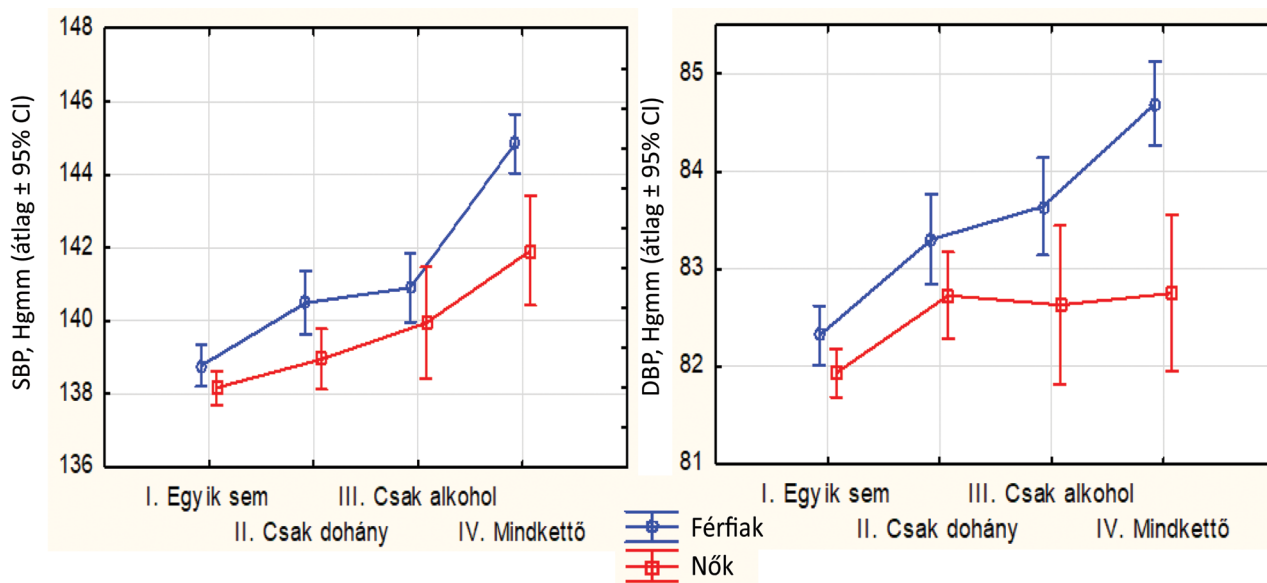 SBP, Hgmm (átlag ± 95% CI)
148
146
144
142
140
138
136
I. Egyik sem
III. Csak alkohol
II. Csak dohány
IV. Mindkettő
DBP, Hgmm (átlag ± 95% CI)
85
84
83
82
81
I. Egyik sem
III. Csak alkohol
II. Csak dohány
IV. Mindkettő
Férfiak
Nők